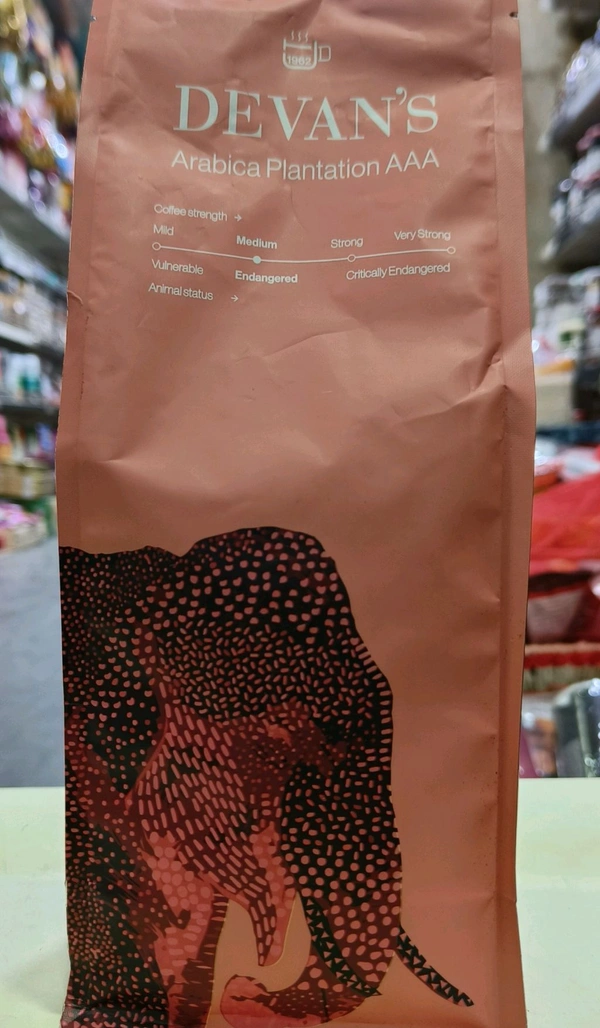 1962
DEVAN'S
Arabica Plantation AAA
Coffee strength →
Mild Medium Strong Very Strong
Vulnerable Endangered Critically Endangered
Animal status →